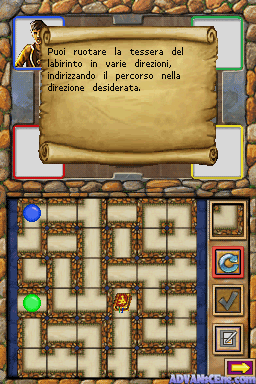 Puoi ruotare la tessera del
labirinto in varie direzioni,
indirizzando il percorso nella
direzione desiderata.
ADVANsCEne.com